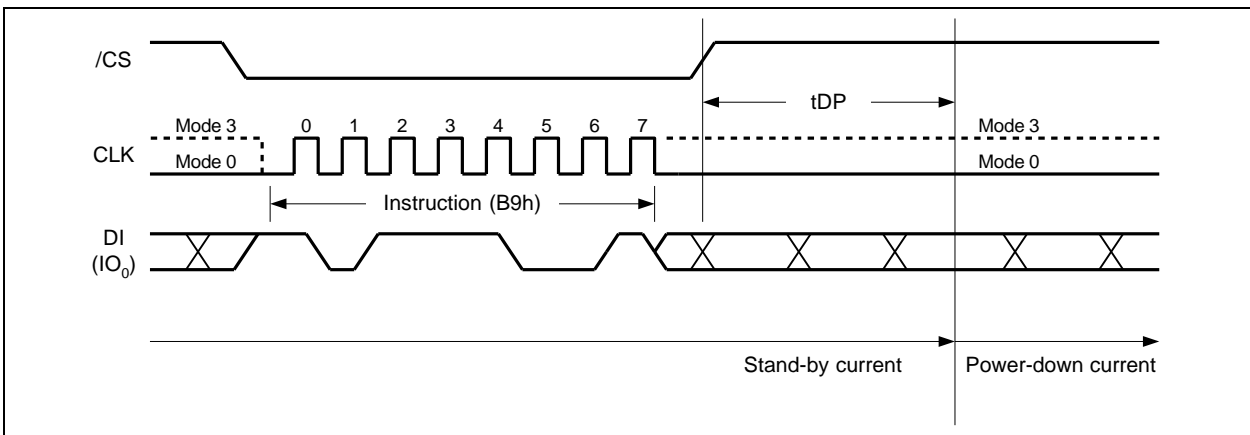 /CS
tDP
0 1 2 3 4 5 6 7
Mode 3 Mode 3
CLK
Mode 0 Mode 0
Instruction (B9h)
DI
(IO0)
Stand-by current Power-down current